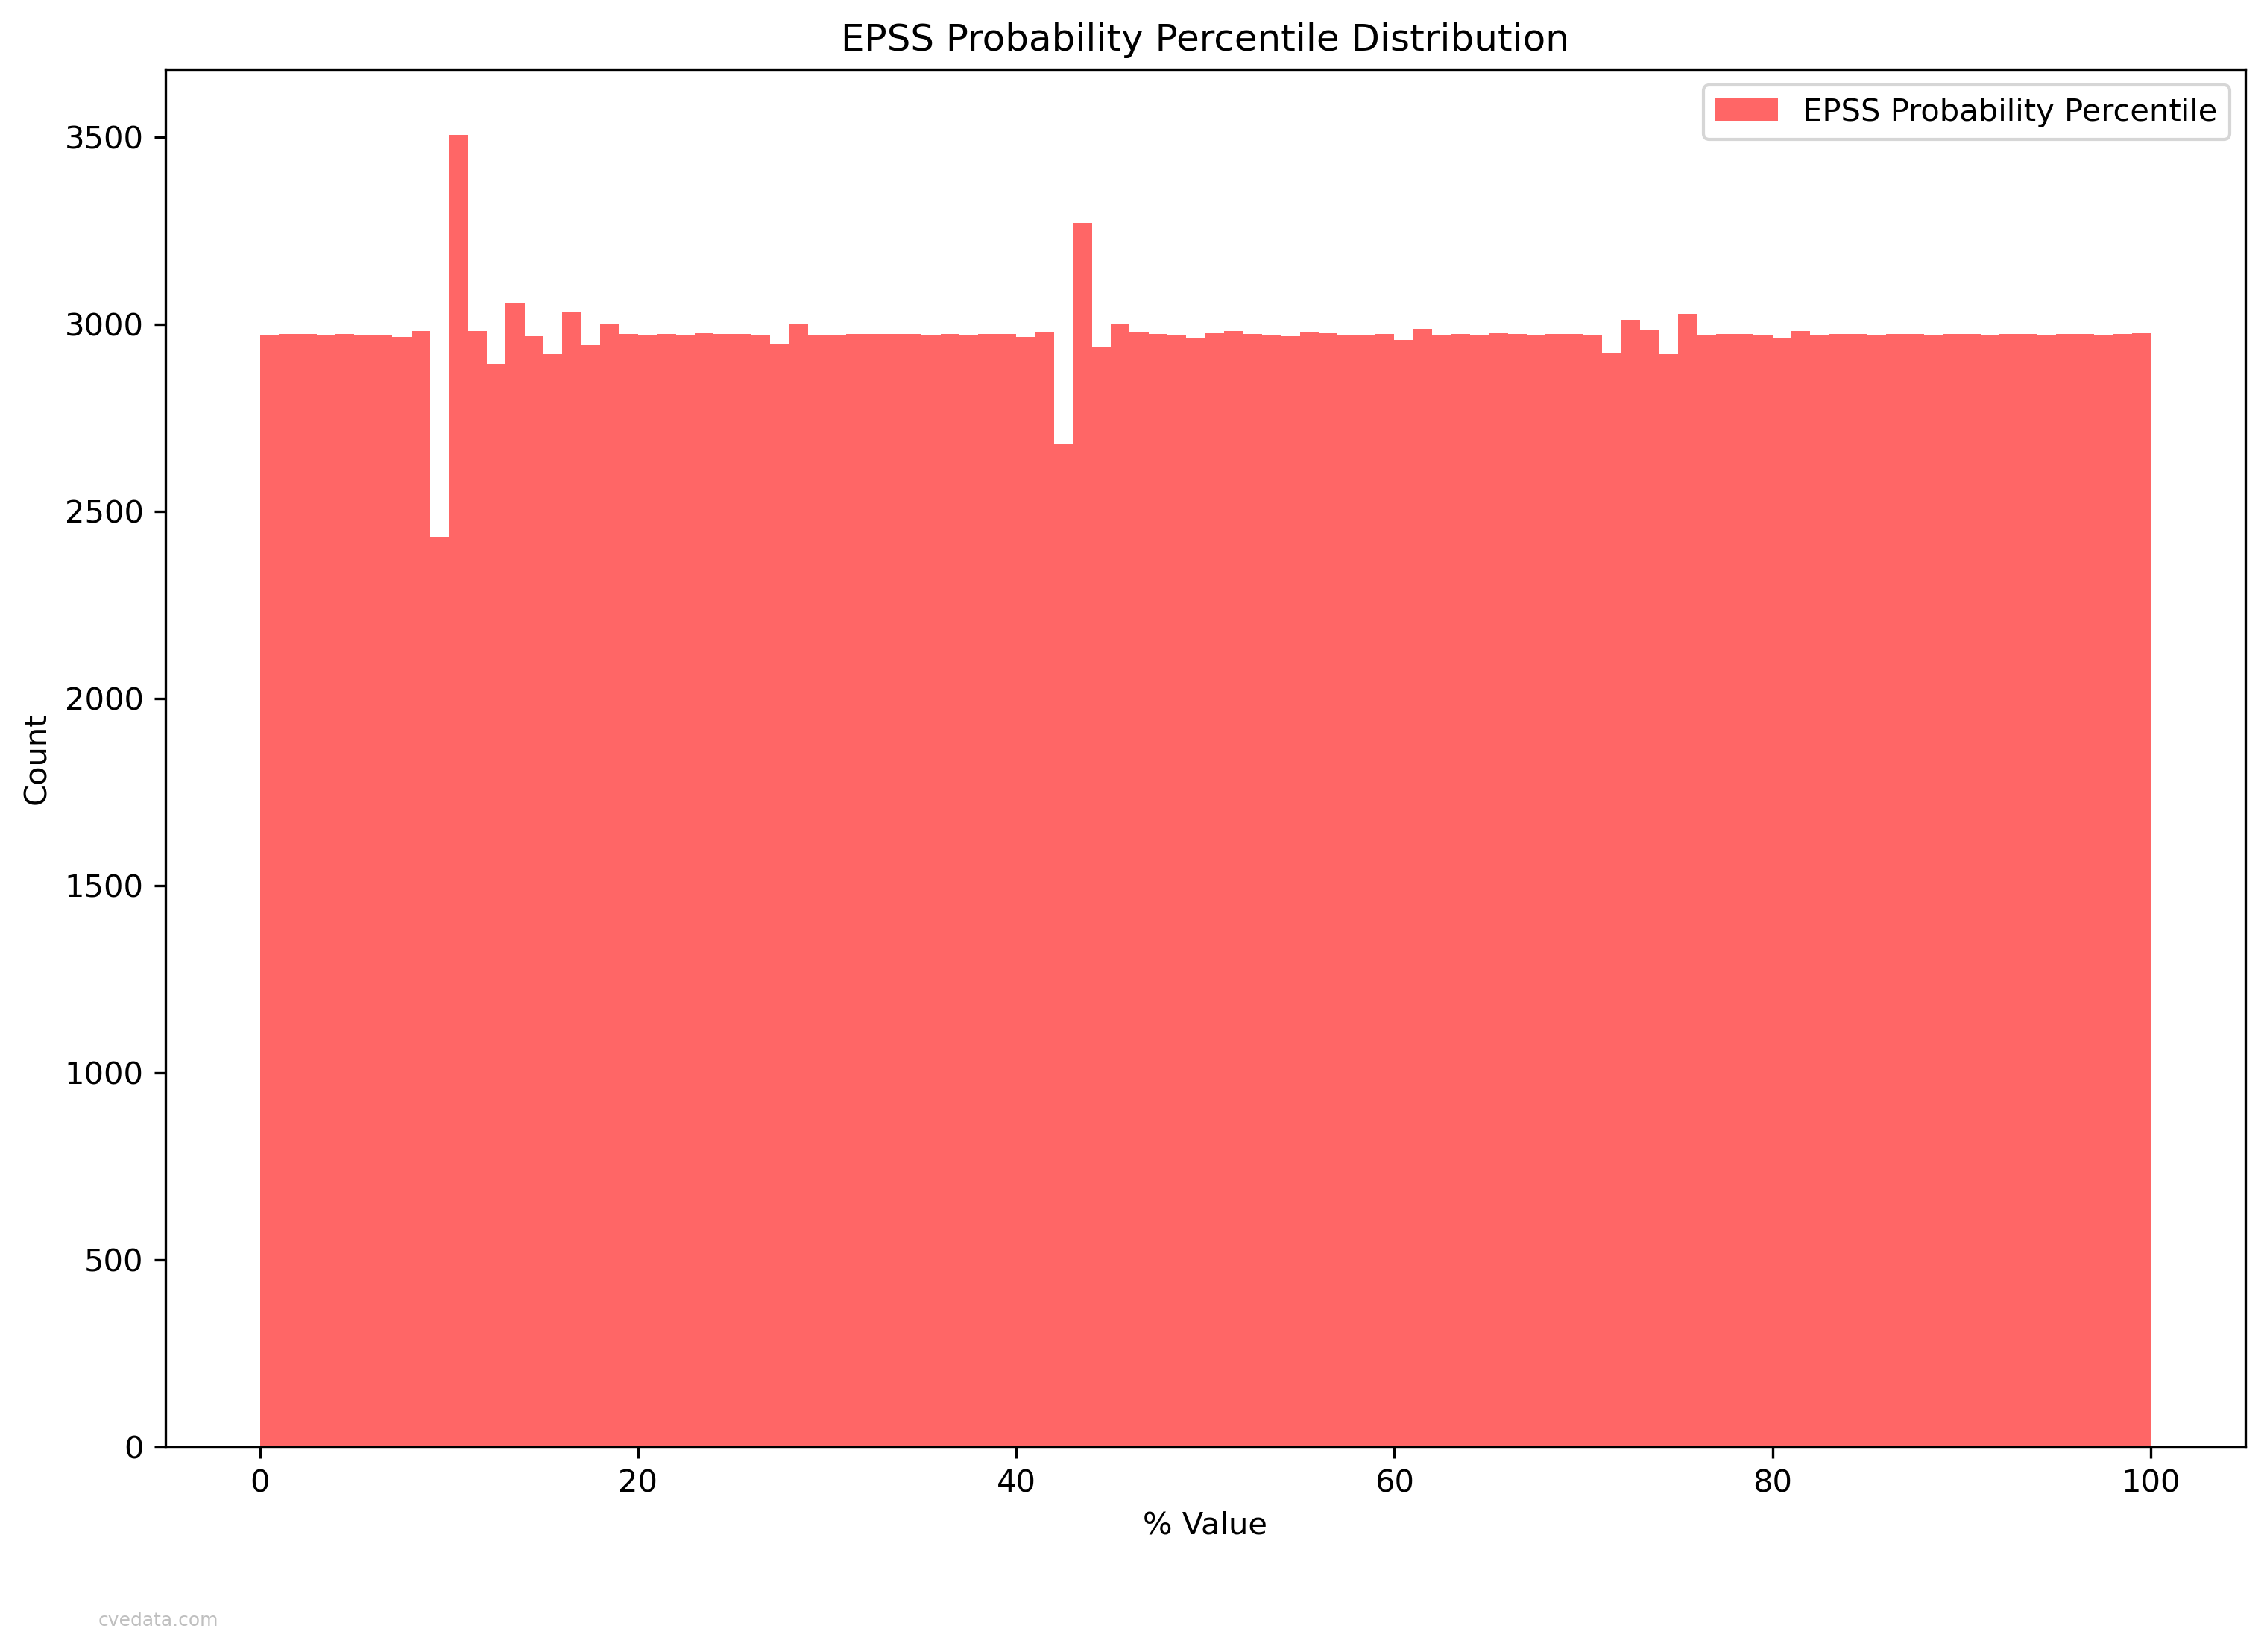 EPSS Probability Percentile Distribution
EPSS Probability Percentile
3500
3000
2500
2000
1500
1000
500
0
Count
0 20 40 60 80 100
% Value
cvedata.com